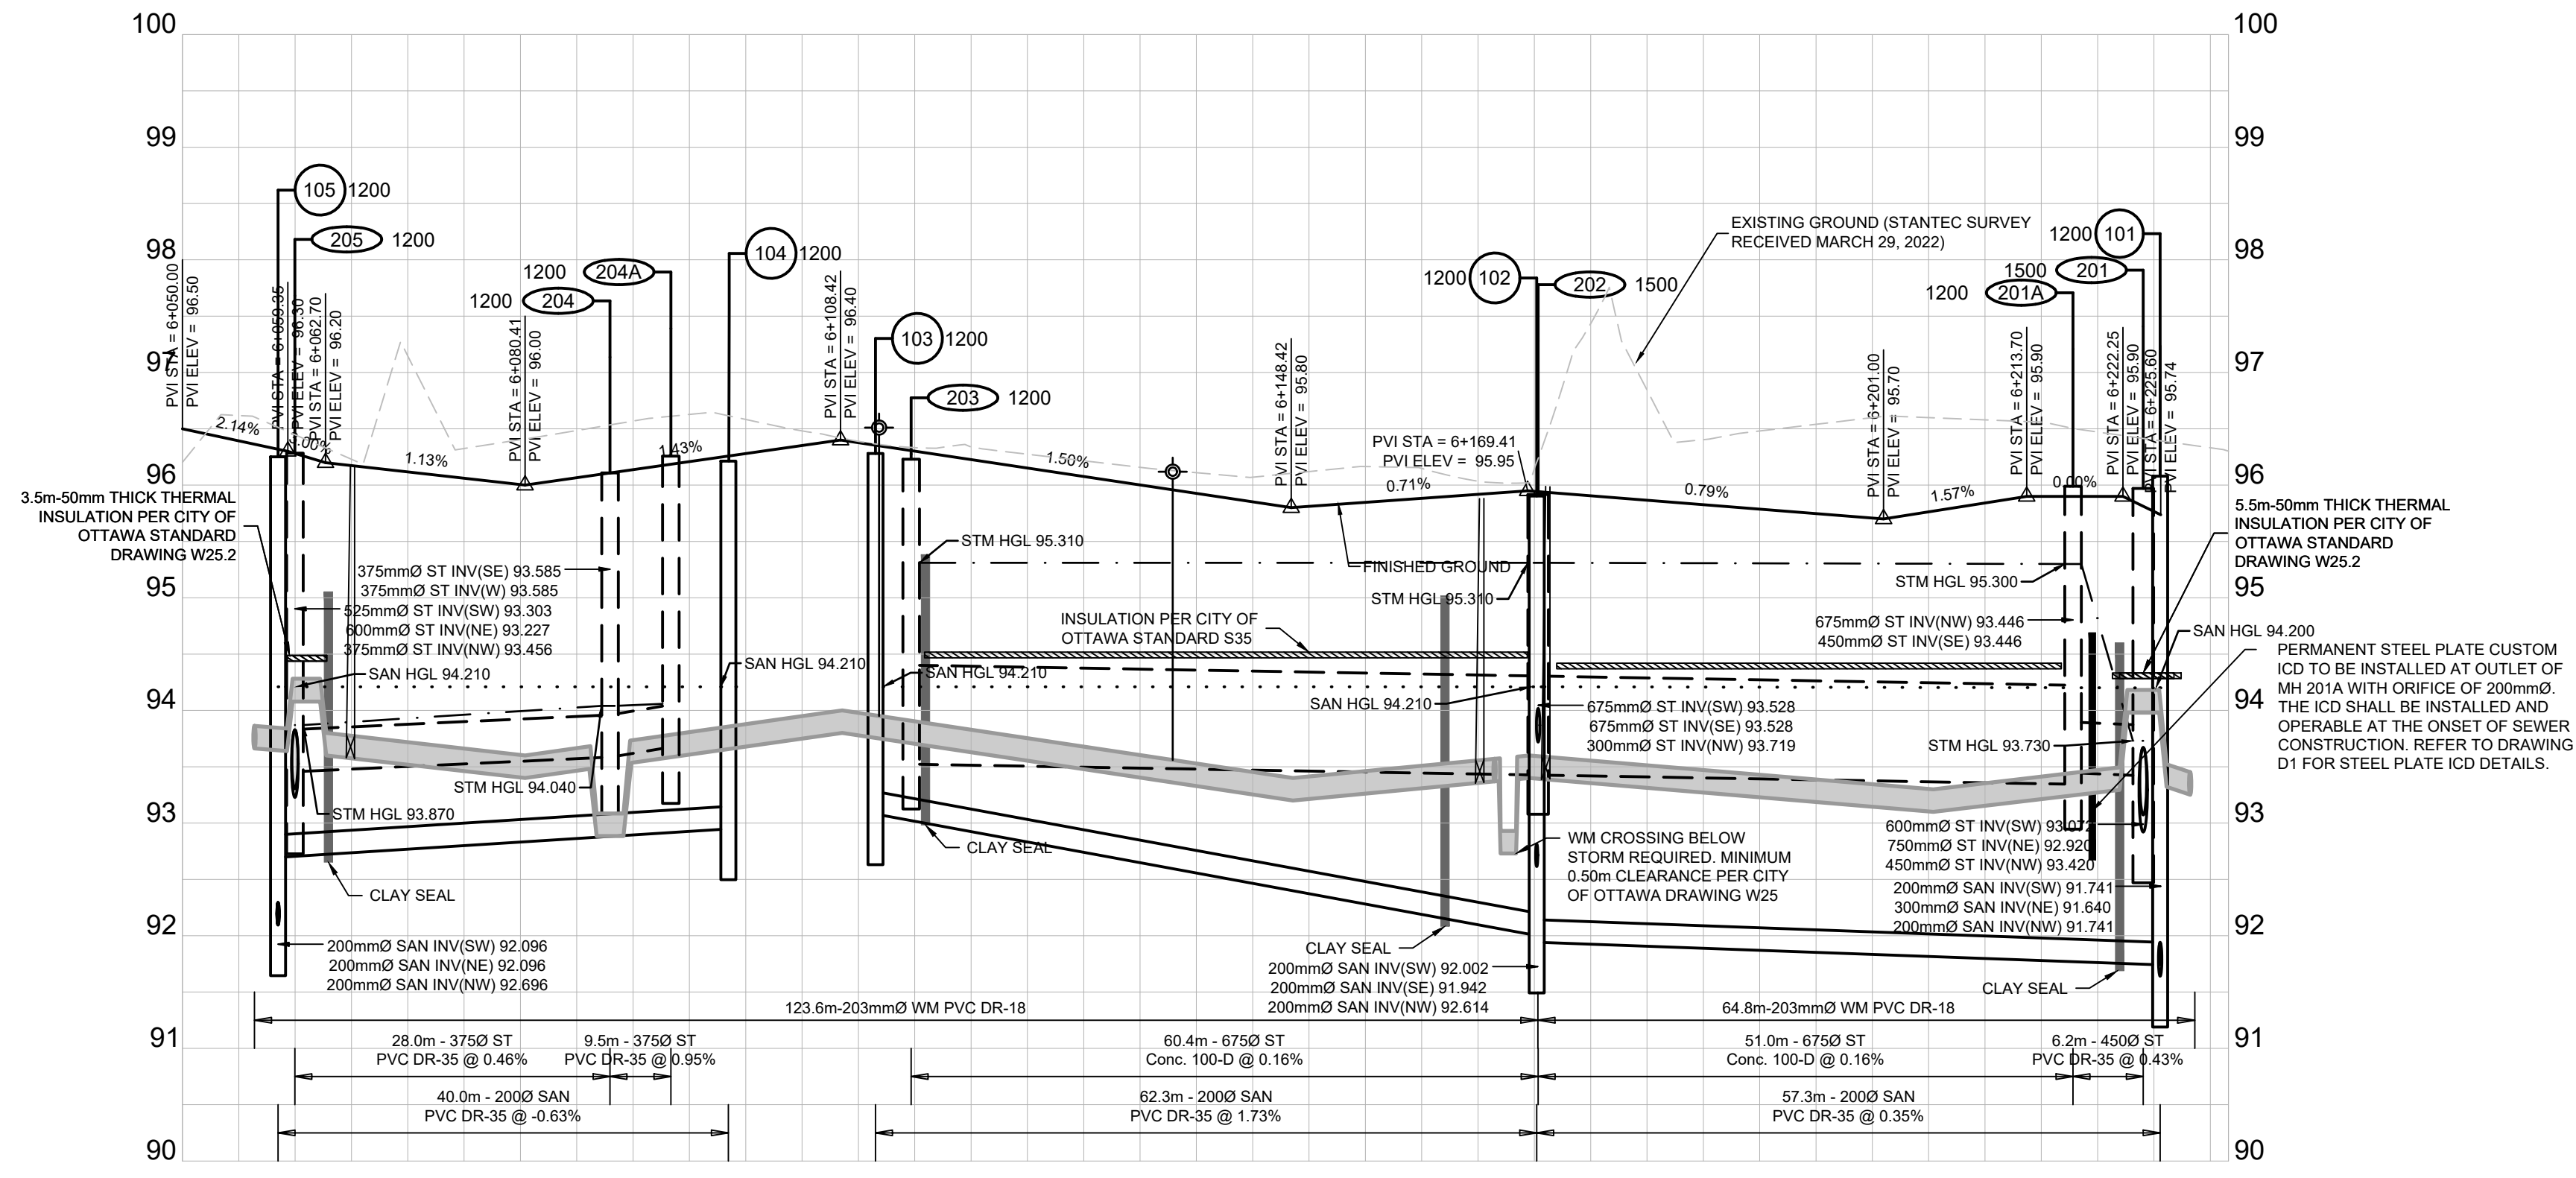 100
99
98
97
96
95
94
93
92
91
90
100
99
98
97
96
95
94
93
92
91
90
105 1200
205 1200
PVI STA = 6+050.00
PVI ELEV = 96.50
PVI STA = 6+059.35
PVI ELEV = 96.30
PVI STA = 6+062.70
PVI ELEV = 96.20
PVI STA = 6+080.41
PVI ELEV = 96.00
1200 204A
1200 204
104 1200
PVI STA = 6+108.42
PVI ELEV = 96.40
103 1200
203 1200
PVI STA = 6+148.42
PVI ELEV = 95.80
PVI STA = 6+169.41
PVI ELEV = 95.95
1200 102
202 1500
EXISTING GROUND (STANTEC SURVEY
RECEIVED MARCH 29, 2022)
PVI STA = 6+201.00
PVI ELEV = 95.70
PVI STA = 6+213.70
PVI ELEV = 95.90
PVI STA = 6+222.25
PVI ELEV = 95.90
PVI STA = 6+225.60
PVI ELEV = 95.74
1200 101
1500 201
1200 201A
2.14%
1.13%
1.43%
1.50%
0.71%
0.79%
1.57%
0.00%
3.5m-50mm THICK THERMAL
INSULATION PER CITY OF
OTTAWA STANDARD
DRAWING W25.2
375mmØ ST INV(SE) 93.585
375mmØ ST INV(W) 93.585
525mmØ ST INV(SW) 93.303
600mmØ ST INV(NE) 93.227
375mmØ ST INV(NW) 93.456
SAN HGL 94.210
STM HGL 94.040
STM HGL 93.870
CLAY SEAL
200mmØ SAN INV(SW) 92.096
200mmØ SAN INV(NE) 92.096
200mmØ SAN INV(NW) 92.696
SAN HGL 94.210
STM HGL 95.310
SAN HGL 94.210
CLAY SEAL
INSULATION PER CITY OF
OTTAWA STANDARD S35
FINISHED GROUND
STM HGL 95.310
SAN HGL 94.210
675mmØ ST INV(SW) 93.528
675mmØ ST INV(SE) 93.528
300mmØ ST INV(NW) 93.719
WM CROSSING BELOW
STORM REQUIRED. MINIMUM
0.50m CLEARANCE PER CITY
OF OTTAWA DRAWING W25
CLAY SEAL
200mmØ SAN INV(SW) 92.002
200mmØ SAN INV(SE) 91.942
200mmØ SAN INV(NW) 92.614
STM HGL 95.300
675mmØ ST INV(NW) 93.446
450mmØ ST INV(SE) 93.446
STM HGL 93.730
600mmØ ST INV(SW) 93.072
750mmØ ST INV(NE) 92.920
450mmØ ST INV(NW) 93.420
200mmØ SAN INV(SW) 91.741
300mmØ SAN INV(NE) 91.640
200mmØ SAN INV(NW) 91.741
CLAY SEAL
5.5m-50mm THICK THERMAL
INSULATION PER CITY OF
OTTAWA STANDARD
DRAWING W25.2
SAN HGL 94.200
PERMANENT STEEL PLATE CUSTOM
ICD TO BE INSTALLED AT OUTLET OF
MH 201A WITH ORIFICE OF 200mmØ.
THE ICD SHALL BE INSTALLED AND
OPERABLE AT THE ONSET OF SEWER
CONSTRUCTION. REFER TO DRAWING
D1 FOR STEEL PLATE ICD DETAILS.
123.6m-203mmØ WM PVC DR-18
64.8m-203mmØ WM PVC DR-18
28.0m - 375Ø ST
PVC DR-35 @ 0.46%
9.5m - 375Ø ST
PVC DR-35 @ 0.95%
60.4m - 675Ø ST
Conc. 100-D @ 0.16%
51.0m - 675Ø ST
Conc. 100-D @ 0.16%
6.2m - 450Ø ST
PVC DR-35 @ 0.43%
40.0m - 200Ø SAN
PVC DR-35 @ -0.63%
62.3m - 200Ø SAN
PVC DR-35 @ 1.73%
57.3m - 200Ø SAN
PVC DR-35 @ 0.35%